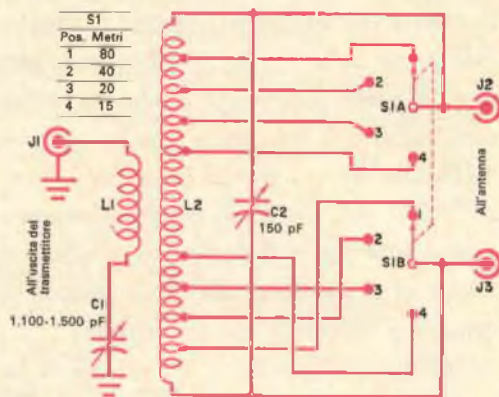 S1
Pos. Metri
1 80
2 40
3 20
4 15
J1
L1
All'uscita del
trasmettitore
C1
1.100-1.500 pF
L2
C2
150 pF
2
S1A
3
4
J2
All'antenna
1
2
S1B
3
4
J3